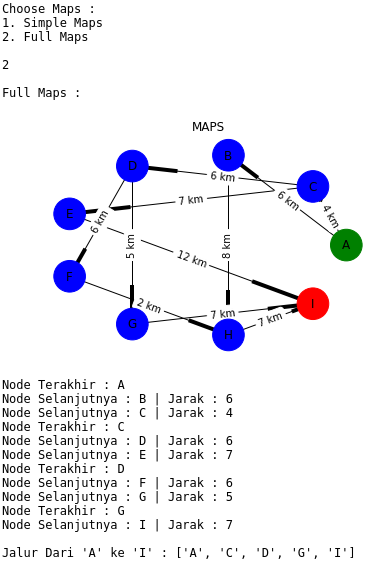 Choose Maps :
1. Simple Maps
2. Full Maps
2
Full Maps :
MAPS
B
D
6 km
C
7 km
6 km
4 km
E
6 km
A
5 km
8 km
12 km
F
2 km
I
7 km
7 km
G
H
Node Terakhir : A
Node Selanjutnya : B | Jarak : 6
Node Selanjutnya : C | Jarak : 4
Node Terakhir : C
Node Selanjutnya : D | Jarak : 6
Node Selanjutnya : E | Jarak : 7
Node Terakhir : D
Node Selanjutnya : F | Jarak : 6
Node Selanjutnya : G | Jarak : 5
Node Terakhir : G
Node Selanjutnya : I | Jarak : 7
Jalur Dari 'A' ke 'I' : ['A', 'C', 'D', 'G', 'I']